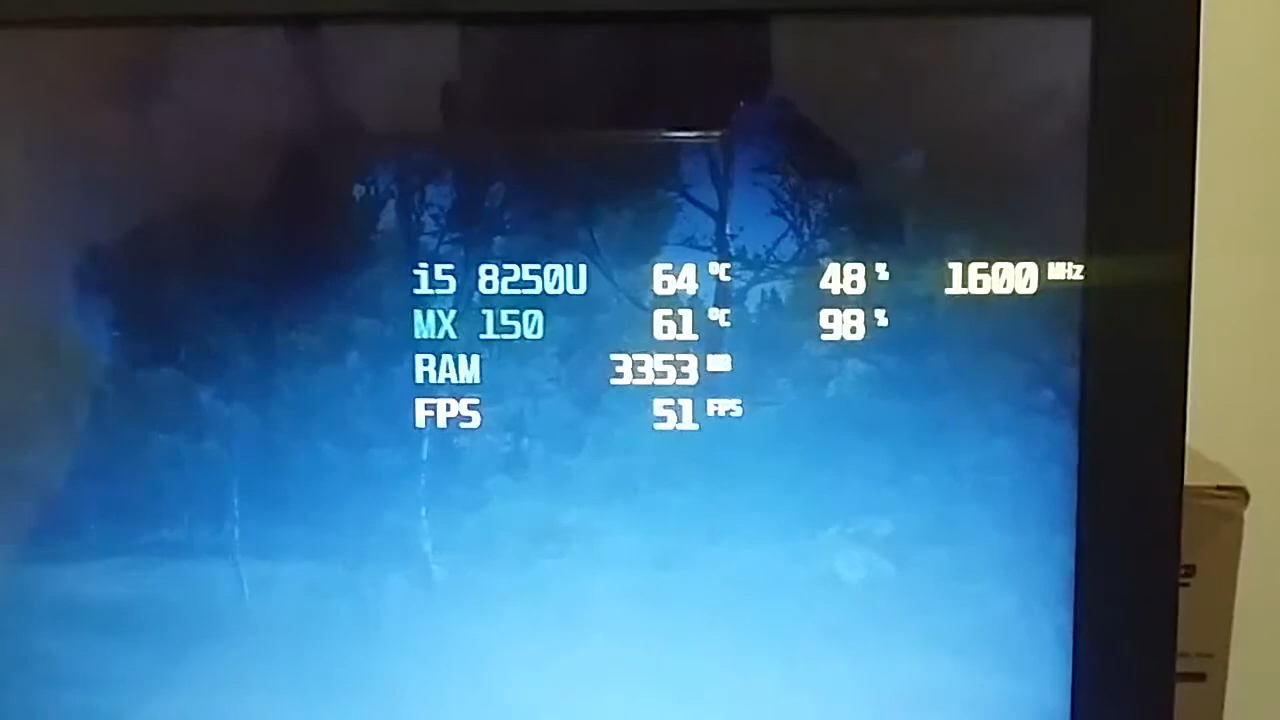 i5 8250U 64 °C 48 % 1600 MHz
MX 150 61 °C 98 %
RAM 3353 MB
FPS 51 FPS